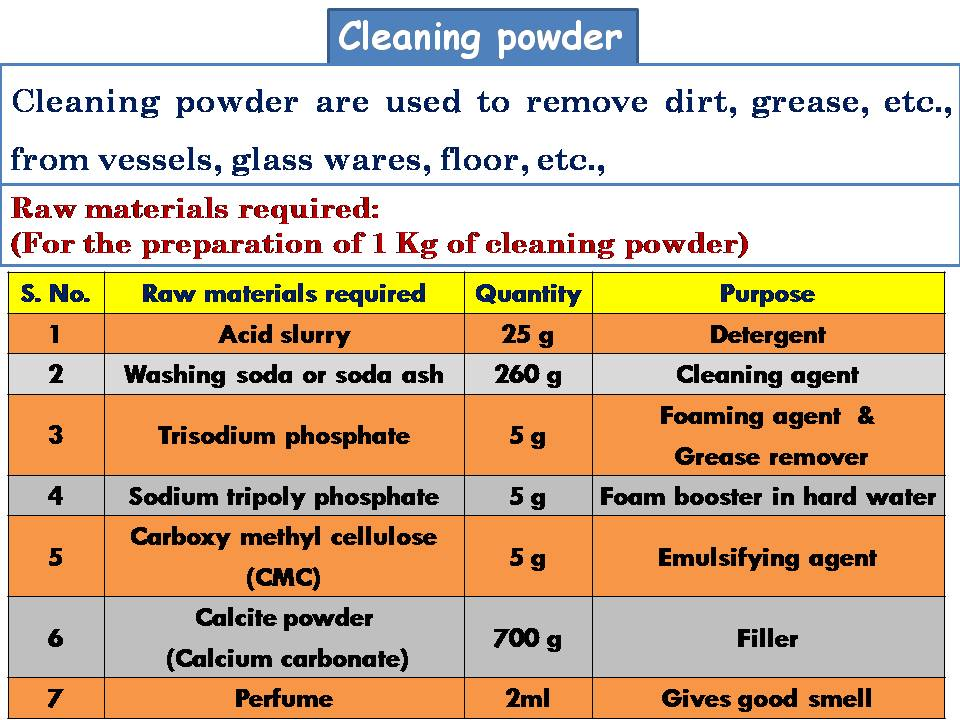 Cleaning powder
Cleaning powder are used to remove dirt, grease, etc.,
from vessels, glass wares, floor, etc.,
Raw materials required:
(For the preparation of 1 Kg of cleaning powder)
S. No. Raw materials required Quantity Purpose
1 Acid slurry 25 g Detergent
2 Washing soda or soda ash 260 g Cleaning agent
3 Trisodium phosphate 5 g Foaming agent &
Grease remover
4 Sodium tripoly phosphate 5 g Foam booster in hard water
5 Carboxy methyl cellulose
(CMC) 5 g Emulsifying agent
6 Calcite powder
(Calcium carbonate) 700 g Filler
7 Perfume 2ml Gives good smell